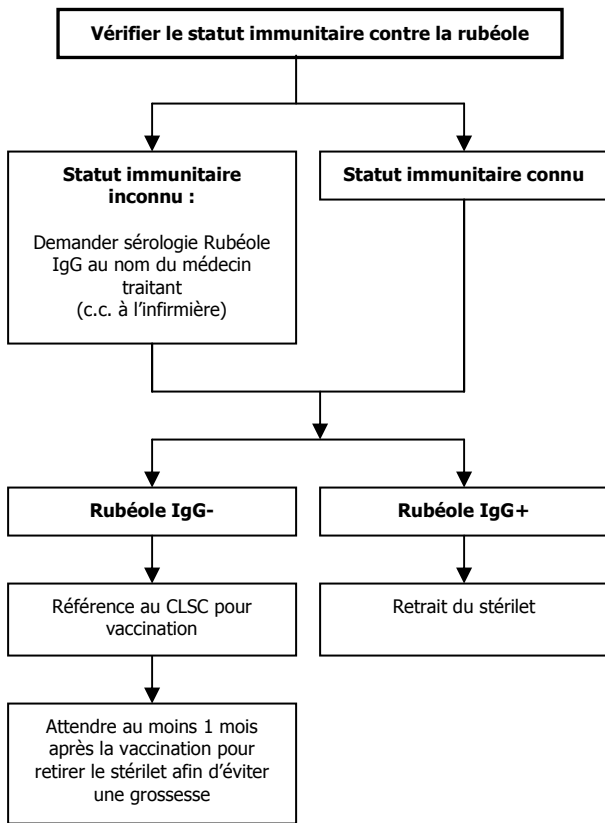 Vérifier le statut immunitaire contre la rubéole
Statut immunitaire
inconnu :
Demander sérologie Rubéole
IgG au nom du médecin
traitant
(c.c. à l'infirmière)
Statut immunitaire connu
Rubéole IgG-
Rubéole IgG+
Référence au CLSC pour
vaccination
Retrait du stérilet
Attendre au moins 1 mois
après la vaccination pour
retirer le stérilet afin d'éviter
une grossesse